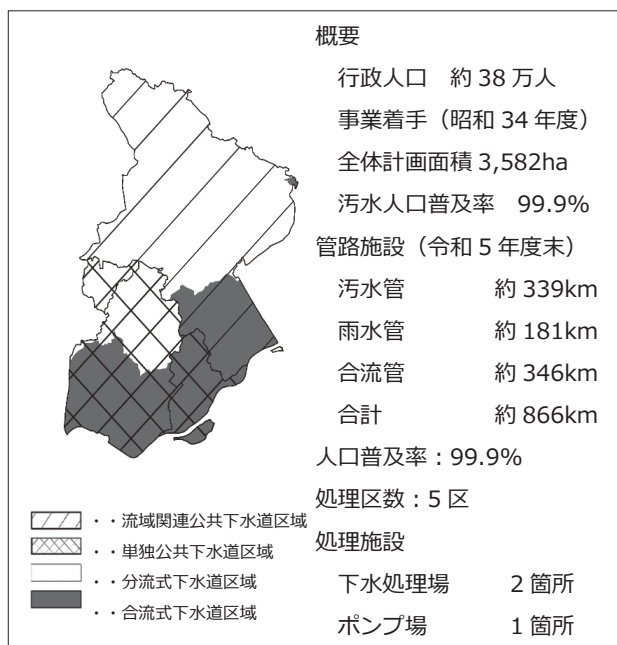 概要
行政人口　約 38 万人
事業着手（昭和 34 年度）
全体計画面積 3,582ha
汚水人口普及率　99.9%
管路施設（令和 5 年度末）
汚水管　約 339km
雨水管　約 181km
合流管　約 346km
合計　約 866km
人口普及率：99.9%
処理区数：5 区
処理施設
下水処理場　2 箇所
ポンプ場　1 箇所
・・流域関連公共下水道区域
・・単独公共下水道区域
・・分流式下水道区域
・・合流式下水道区域